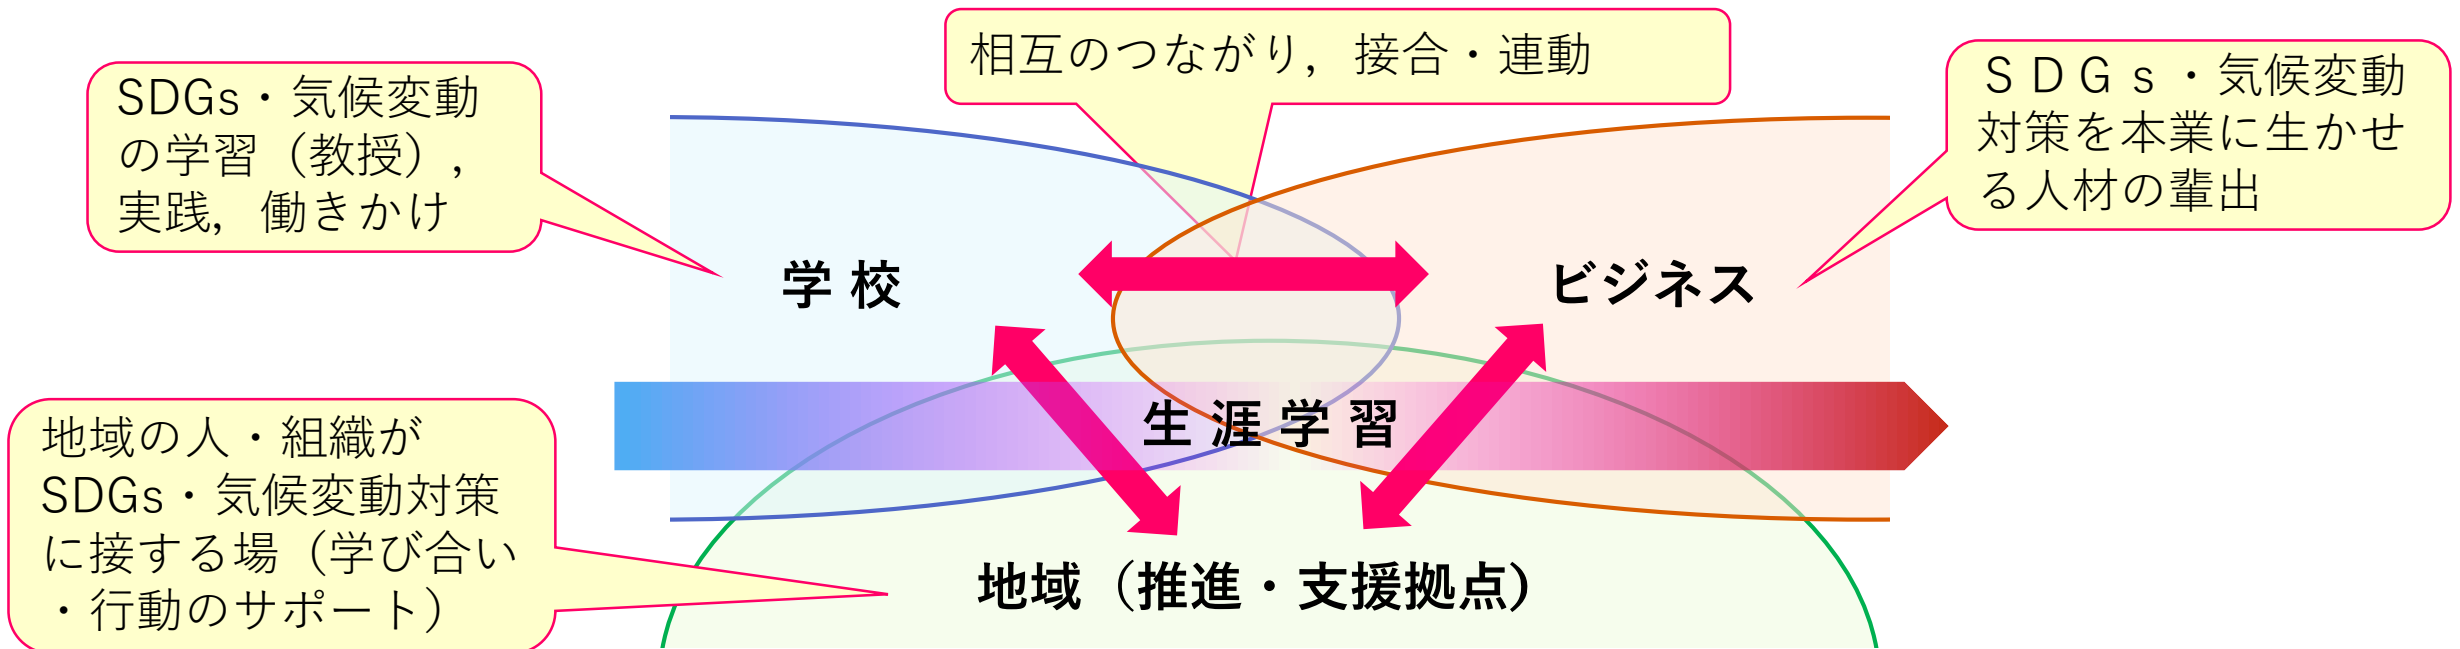 相互のつながり，接合・連動
SDGs・気候変動
の学習（教授），
実践，働きかけ
ＳＤＧｓ・気候変動
対策を本業に生かせ
る人材の輩出
学 校
ビジネス
生 涯 学 習
地域の人・組織が
SDGs・気候変動対策
に接する場（学び合い
・行動のサポート）
地域（推進・支援拠点)